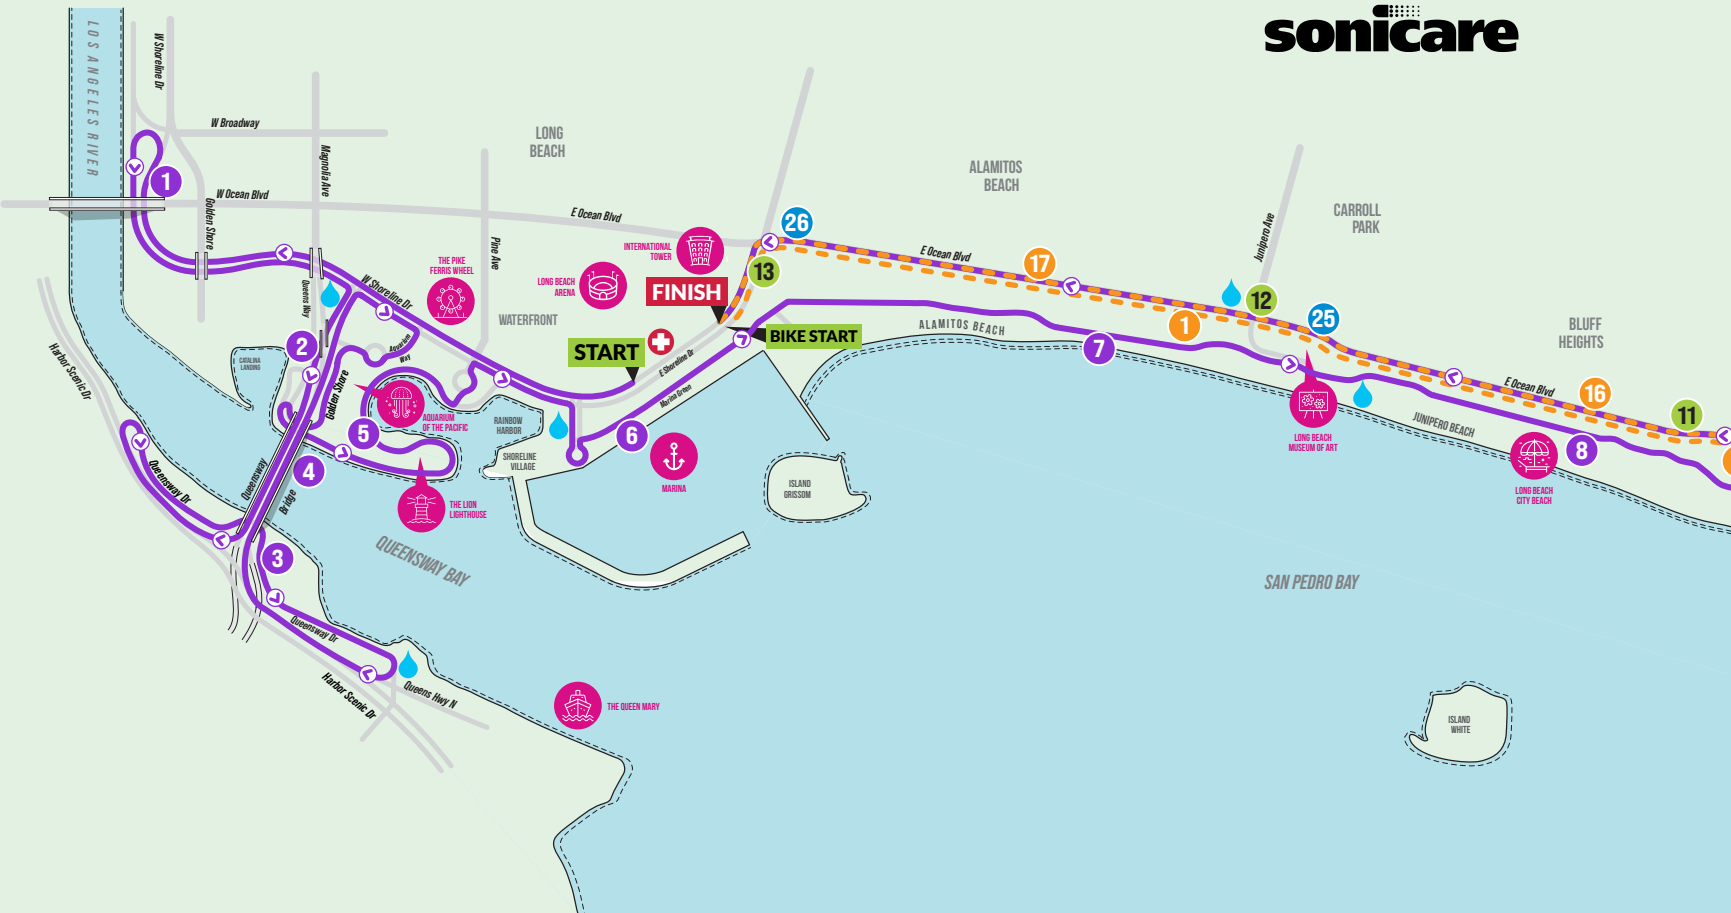 sonicare
LOS ANGELES RIVER
W Shoreline Dr
W Broadway
Magnolia Ave
1
W Ocean Blvd
Golden Shore
LONG
BEACH
E Ocean Blvd
Pine Ave
INTERNATIONAL
TOWER
26
13
ALAMITOS
BEACH
E Ocean Blvd
17
Junipero Ave
CARROLL
PARK
THE PIKE
FERRIS WHEEL
LONG BEACH
ARENA
FINISH
W Shoreline Dr
Queens Way
WATERFRONT
START
BIKE START
E Shoreline Dr
Marina Green
ALAMITOS BEACH
7
1
12
25
BLUFF
HEIGHTS
Harbor Scenic Dr
2
CATALINA
LANDING
Aquarium
Way
Golden Shore
AQUARIUM
OF THE PACIFIC
5
RAINBOW
HARBOR
SHORELINE
VILLAGE
6
MARINA
E Ocean Blvd
16
11
JUNIPERO BEACH
8
LONG BEACH
MUSEUM OF ART
LONG BEACH
CITY BEACH
Queensway Dr
Queensway
Bridge
4
THE LION
LIGHTHOUSE
ISLAND
GRISSOM
3
QUEENSWAY BAY
SAN PEDRO BAY
Queensway Dr
Harbor Scenic Dr
Queens Hwy N
THE QUEEN MARY
ISLAND
WHITE